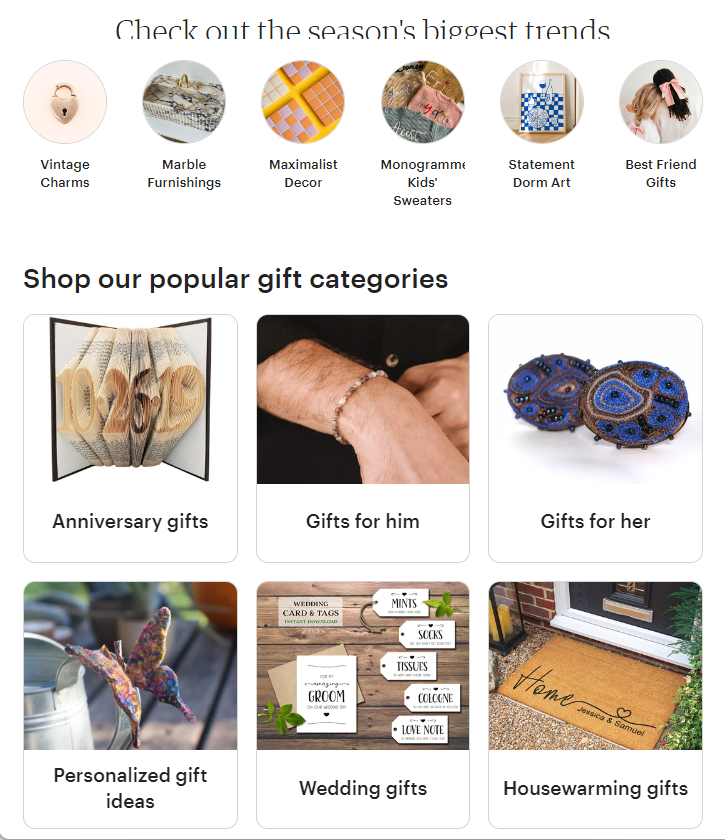 Check out the season's biggest trends
Vintage
Charms
Marble
Furnishings
Maximalist
Decor
Monogramme
Kids'
Sweaters
Statement
Dorm Art
Best Friend
Gifts
Shop our popular gift categories
10-26-19
Anniversary gifts
Gifts for him
Gifts for her
WEDDING
CARD & TAGS
INSTANT DOWNLOAD
MINTS
SOCKS
TISSUES
COLOGNE
LOVE NOTE
FOR MY
amazing
GROOM
ON OUR WEDDING DAY
Home
Jessica & Samuel
Personalized gift
ideas
Wedding gifts
Housewarming gifts